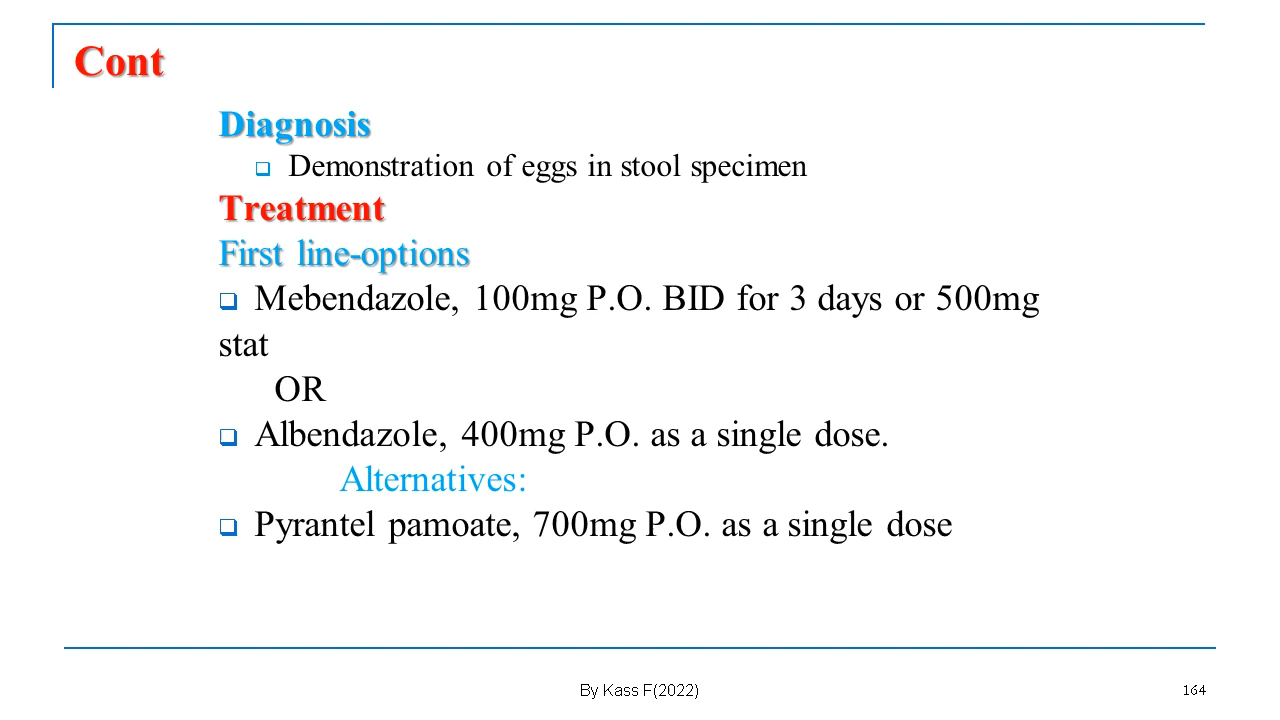 Cont
Diagnosis
❑ Demonstration of eggs in stool specimen
Treatment
First line-options
❑ Mebendazole, 100mg P.O. BID for 3 days or 500mg
stat
OR
❑ Albendazole, 400mg P.O. as a single dose.
Alternatives:
❑ Pyrantel pamoate, 700mg P.O. as a single dose
By Kass F(2022)
164